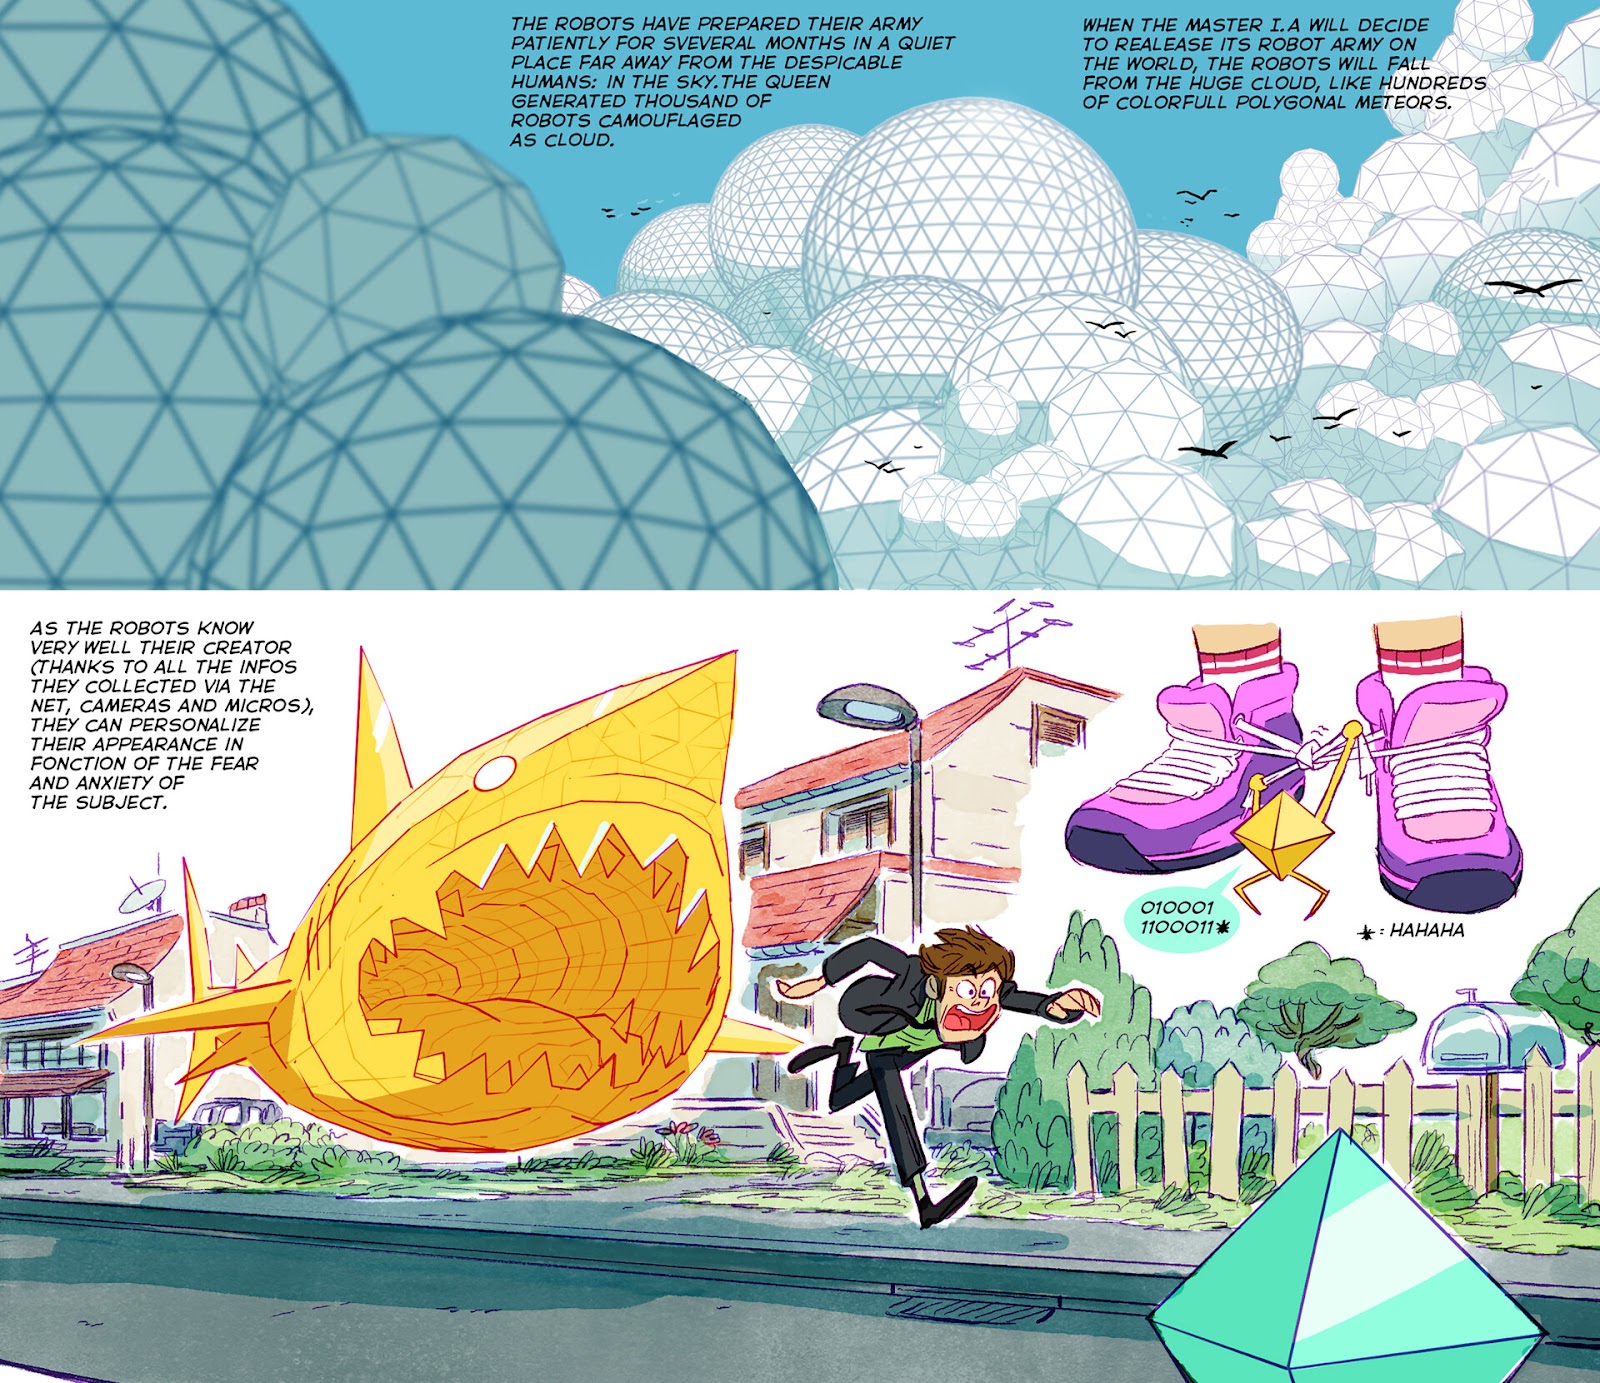 THE ROBOTS HAVE PREPARED THEIR ARMY
PATIENTLY FOR SVEVERAL MONTHS IN A QUIET
PLACE FAR AWAY FROM THE DESPICABLE
HUMANS: IN THE SKY.THE QUEEN
GENERATED THOUSAND OF
ROBOTS CAMOUFLAGED
AS CLOUD.
WHEN THE MASTER I.A WILL DECIDE
TO REALEASE ITS ROBOT ARMY ON
THE WORLD, THE ROBOTS WILL FALL
FROM THE HUGE CLOUD, LIKE HUNDREDS
OF COLORFULL POLYGONAL METEORS.
AS THE ROBOTS KNOW
VERY WELL THEIR CREATOR
(THANKS TO ALL THE INFOS
THEY COLLECTED VIA THE
NET, CAMERAS AND MICROS),
THEY CAN PERSONALIZE
THEIR APPEARANCE IN
FONCTION OF THE FEAR
AND ANXIETY OF
THE SUBJECT.
010001
1100011*
* : HAHAHA